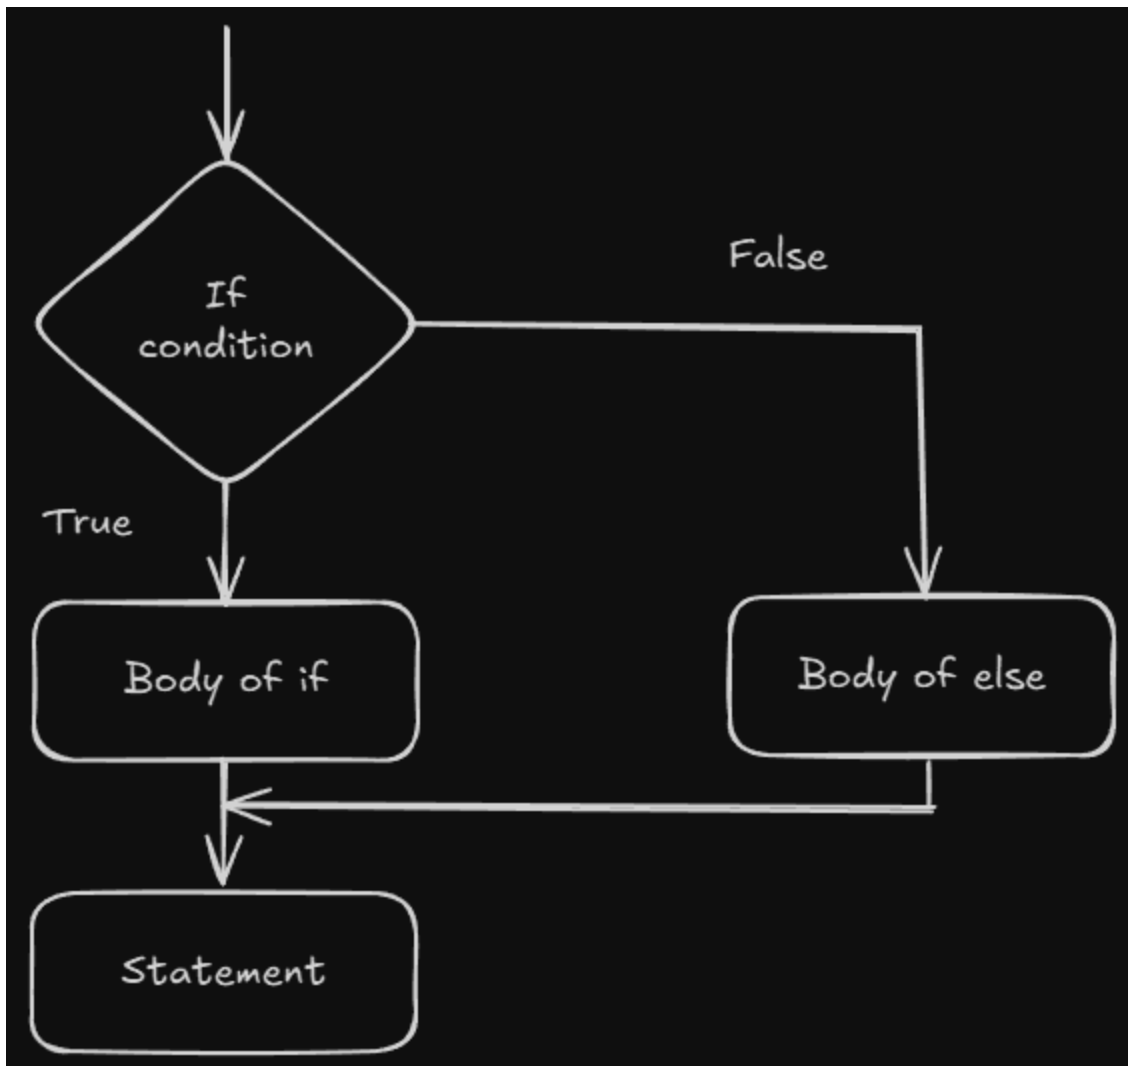 False
If
condition
True
Body of if
Body of else
Statement